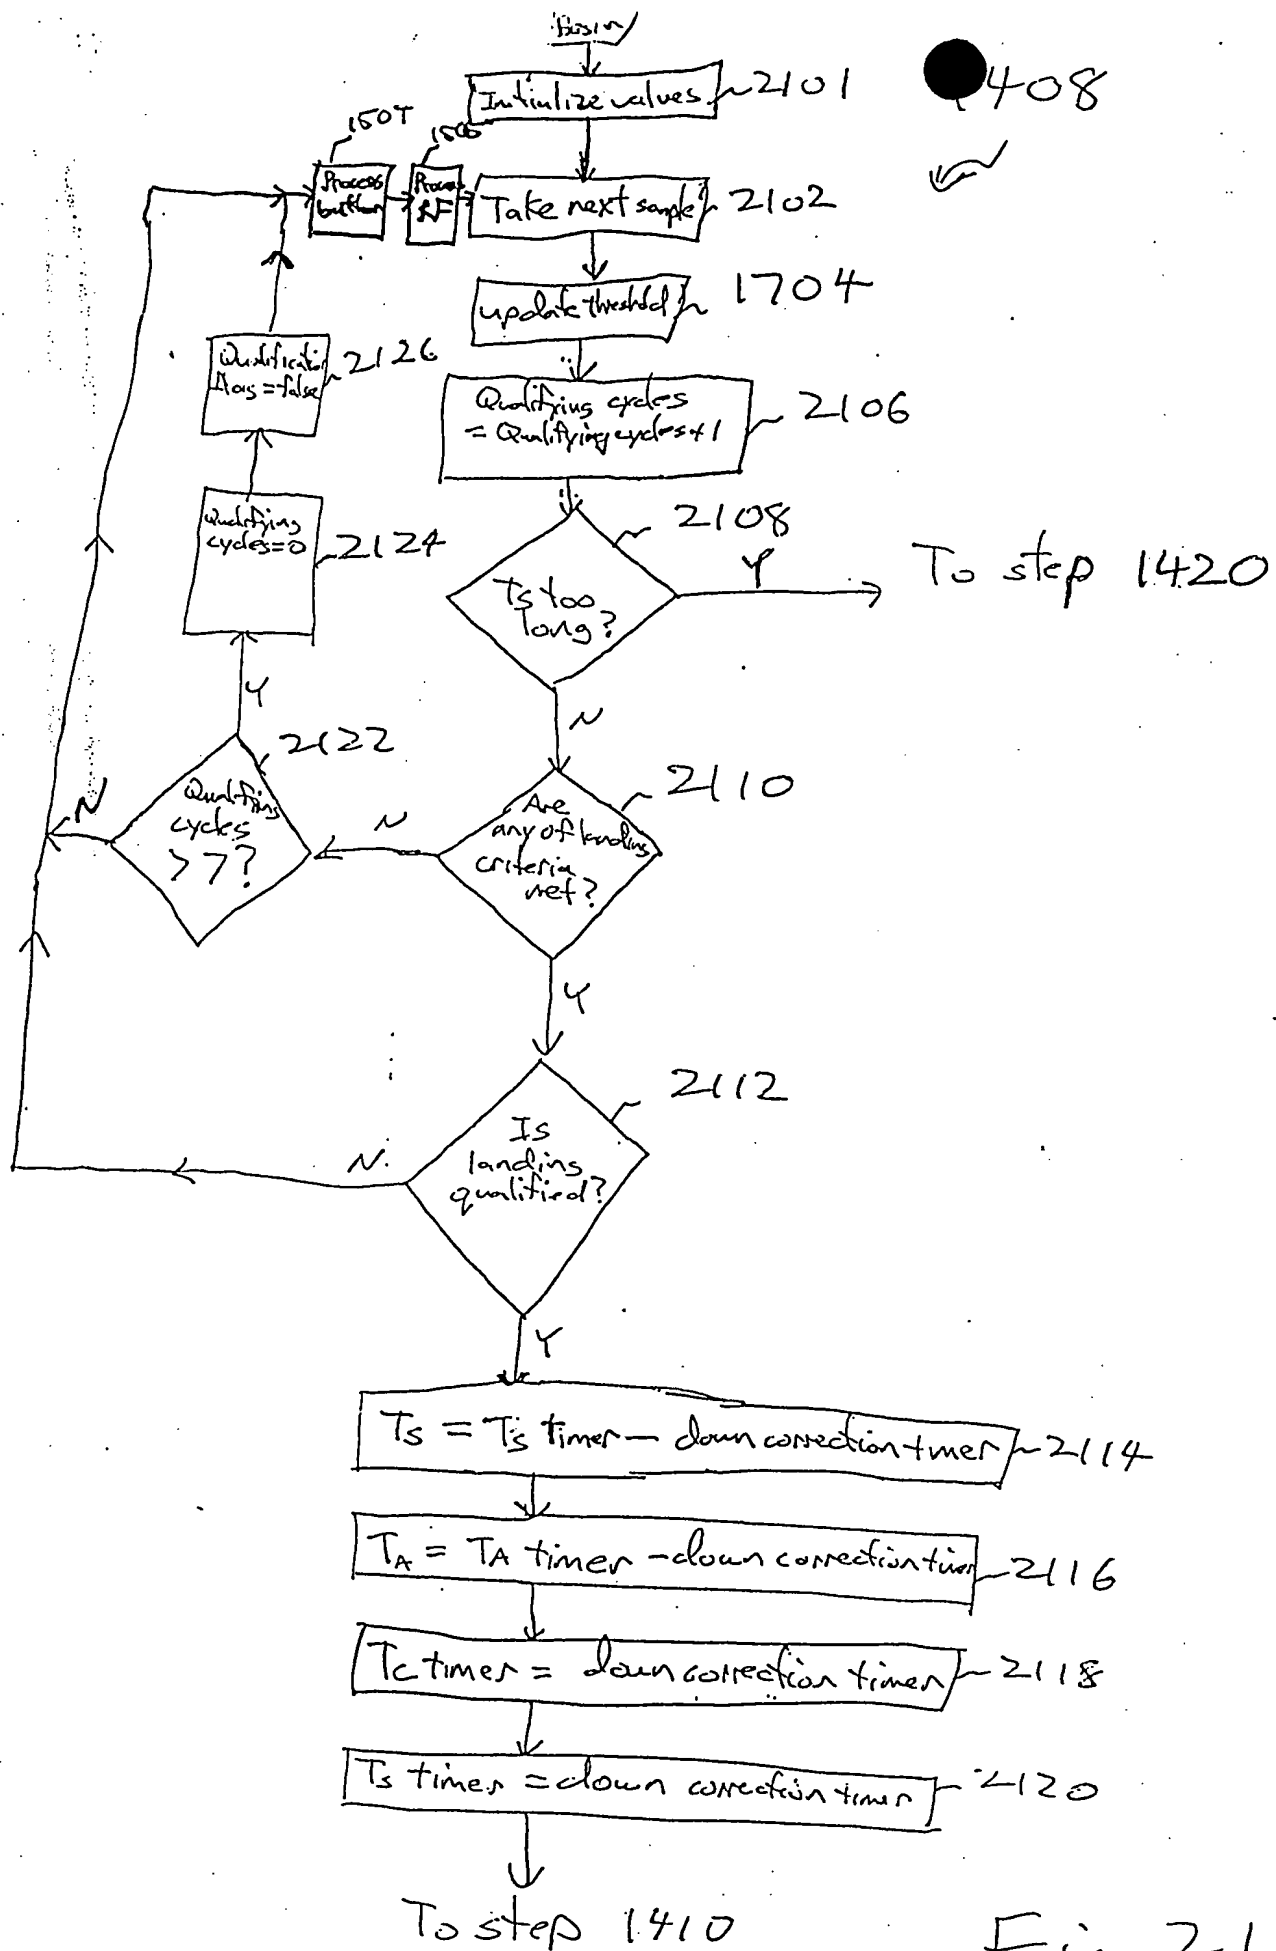 Begin
Initialize values
2101
1408
1507
1505
Process
button
Process
RF
Take next sample
2102
update threshold
1704
Qualification
flag = false
2126
Qualifying cycles
= Qualifying cycles + 1
2106
Qualifying
cycles = 0
2124
2108
Ts too
long?
Y
To step 1420
N
Y
2122
Qualifying
cycles
> 7?
N
N
2110
Are
any of landing
criteria
met?
Y
2112
Is
landing
qualified?
N
Y
Ts = Ts timer - down correction timer
2114
TA = TA timer - down correction timer
2116
Tc timer = down correction timer
2118
Ts timer = down correction timer
2120
To step 1410